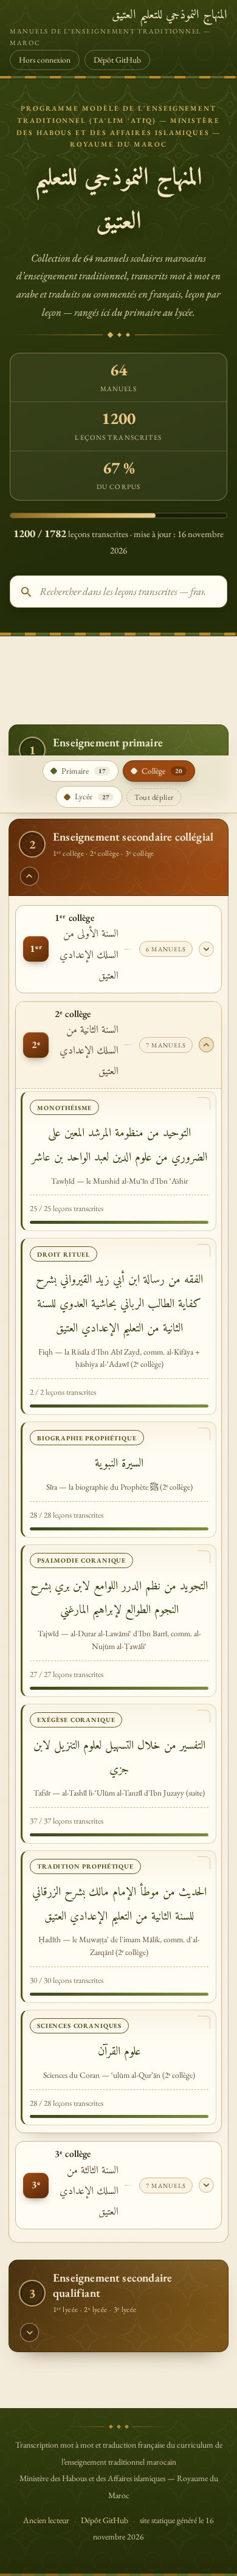 المنهاج النموذجي للتعليم العتيق
MANUELS DE L'ENSEIGNEMENT TRADITIONNEL —
MAROC
Hors connexion
Dépôt GitHub
PROGRAMME MODÈLE DE L'ENSEIGNEMENT
TRADITIONNEL (TAʿLĪM ʿATIQ) — MINISTÈRE
DES HABOUS ET DES AFFAIRES ISLAMIQUES —
ROYAUME DU MAROC
المنهاج النموذجي للتعليم
العتيق
Collection de 64 manuels scolaires de
l'enseignement traditionnel, transcrits mot à mot en
arabe et traduits ou commentés en français, leçon par
leçon — rangés ici du primaire au lycée.
64
MANUELS
1200
LEÇONS TRANSCRITES
67 %
DU CORPUS
1200 / 1782 leçons transcrites · mise à jour : 16 novembre
2026
Rechercher dans les leçons transcrites — fran
1
Enseignement primaire
Primaire 17
Collège 20
Lycée 27
Tout déplier
2
Enseignement secondaire collégial
1ᵉʳ collège · 2ᵉ collège · 3ᵉ collège
1ᵉʳ
1ᵉʳ collège
السنة الأولى من
السلك الإعدادي
العتيق
6 MANUELS
2ᵉ
2ᵉ collège
السنة الثانية من
السلك الإعدادي
العتيق
7 MANUELS
MONOTHÉISME
التوحيد من منظومة المرشد المعين على
الضروري من علوم الدين لعبد الواحد بن عاشر
Tawḥīd — le Murshid al-Muʿīn d'Ibn ʿĀshir
25 / 25 leçons transcrites
DROIT RITUEL
الفقه من رسالة ابن أبي زيد القيرواني بشرح
كفاية الطالب الرباني بحاشية العدوي للسنة
الثانية من التعليم الإعدادي العتيق
Fiqh — la Risāla d'Ibn Abī Zayd, comm. al-Kifāya +
ḥāshiya al-ʿAdawī (2ᵉ collège)
2 / 2 leçons transcrites
BIOGRAPHIE PROPHÉTIQUE
السيرة النبوية
Sīra — la biographie du Prophète ﷺ (2ᵉ collège)
28 / 28 leçons transcrites
PSALMODIE CORANIQUE
التجويد من نظم الدرر اللوامع لابن بري بشرح
النجوم الطوالع لإبراهيم المارغني
Tajwīd — al-Durar al-Lawāmiʿ d'Ibn Barrī, comm. al-
Nujūm al-Ṭawāliʿ
27 / 27 leçons transcrites
EXÉGÈSE CORANIQUE
التفسير من خلال التسهيل لعلوم التنزيل لابن
جزي
Tafsīr — al-Tashīl li-ʿUlūm al-Tanzīl d'Ibn Juzayy (suite)
37 / 37 leçons transcrites
TRADITION PROPHÉTIQUE
الحديث من موطأ الإمام مالك بشرح الزرقاني
للسنة الثانية من التعليم الإعدادي العتيق
Ḥadīth — le Muwaṭṭaʾ de l'imam Mālik, comm. d'al-
Zarqānī (2ᵉ collège)
30 / 30 leçons transcrites
SCIENCES CORANIQUES
علوم القرآن
Sciences du Coran — ʿulūm al-Qurʾān (2ᵉ collège)
28 / 28 leçons transcrites
3ᵉ
3ᵉ collège
السنة الثالثة من
السلك الإعدادي
العتيق
7 MANUELS
3
Enseignement secondaire
qualifiant
1ᵉʳ lycée · 2ᵉ lycée · 3ᵉ lycée
Transcription mot à mot et traduction française du curriculum de
l'enseignement traditionnel marocain
Ministère des Habous et des Affaires islamiques — Royaume du
Maroc
Ancien lecteur · Dépôt GitHub · site statique généré le 16
novembre 2026